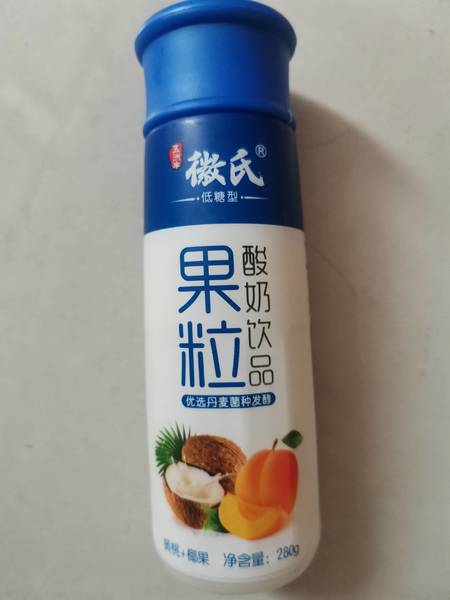 徽氏®
·低糖型·
果粒
酸奶饮品
优选丹麦菌种发酵
黄桃+椰果 净含量：280g